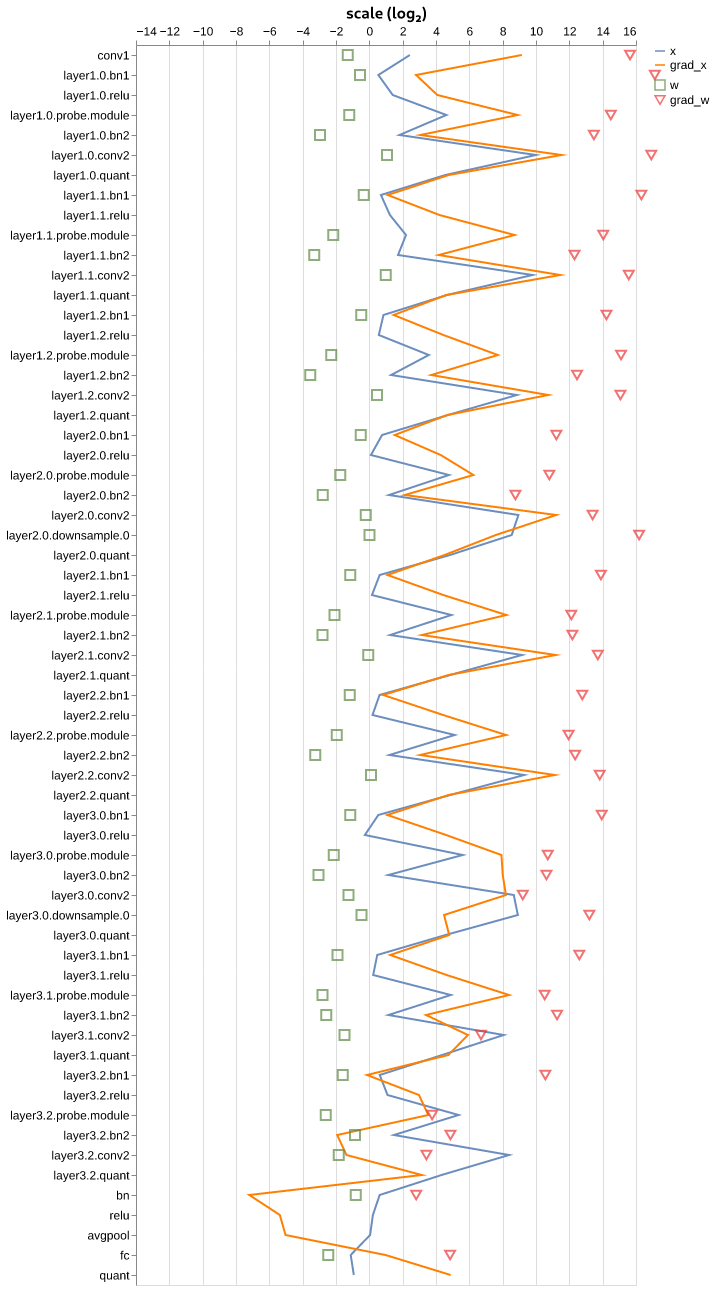 scale (log₂)
−14 −12 −10 −8 −6 −4 −2 0 2 4 6 8 10 12 14 16
x
grad_x
w
grad_w
conv1
layer1.0.bn1
layer1.0.relu
layer1.0.probe.module
layer1.0.bn2
layer1.0.conv2
layer1.0.quant
layer1.1.bn1
layer1.1.relu
layer1.1.probe.module
layer1.1.bn2
layer1.1.conv2
layer1.1.quant
layer1.2.bn1
layer1.2.relu
layer1.2.probe.module
layer1.2.bn2
layer1.2.conv2
layer1.2.quant
layer2.0.bn1
layer2.0.relu
layer2.0.probe.module
layer2.0.bn2
layer2.0.conv2
layer2.0.downsample.0
layer2.0.quant
layer2.1.bn1
layer2.1.relu
layer2.1.probe.module
layer2.1.bn2
layer2.1.conv2
layer2.1.quant
layer2.2.bn1
layer2.2.relu
layer2.2.probe.module
layer2.2.bn2
layer2.2.conv2
layer2.2.quant
layer3.0.bn1
layer3.0.relu
layer3.0.probe.module
layer3.0.bn2
layer3.0.conv2
layer3.0.downsample.0
layer3.0.quant
layer3.1.bn1
layer3.1.relu
layer3.1.probe.module
layer3.1.bn2
layer3.1.conv2
layer3.1.quant
layer3.2.bn1
layer3.2.relu
layer3.2.probe.module
layer3.2.bn2
layer3.2.conv2
layer3.2.quant
bn
relu
avgpool
fc
quant